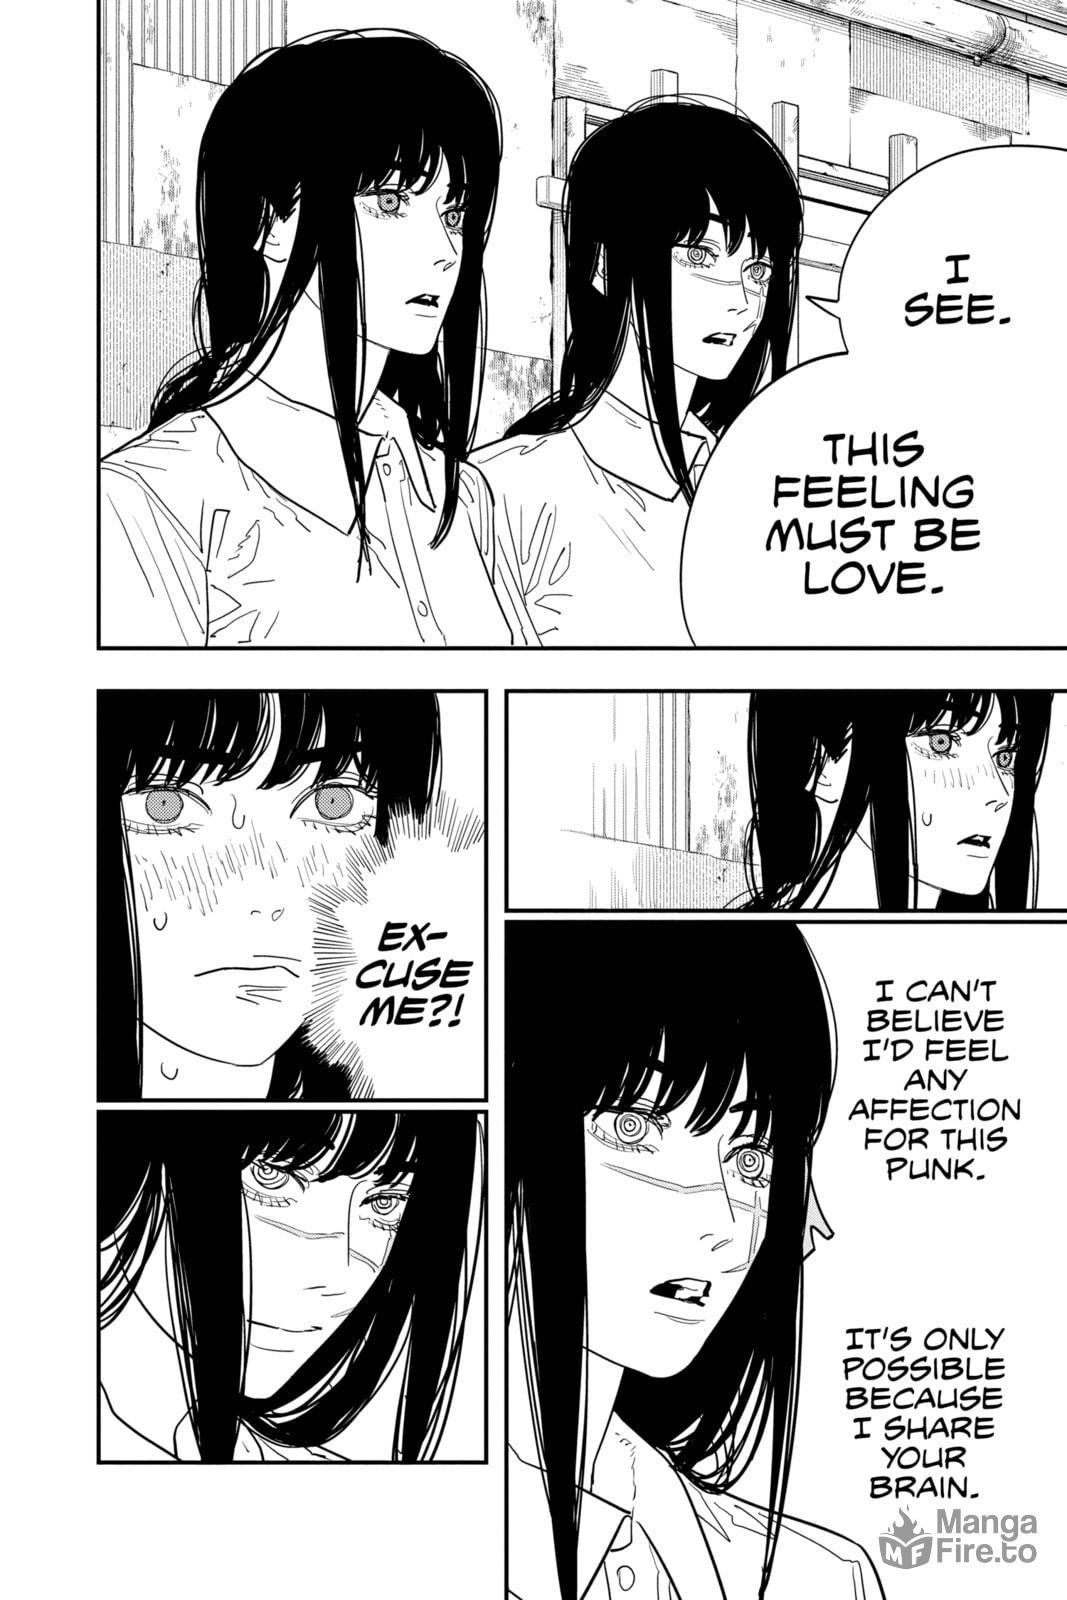 I
SEE.
THIS
FEELING
MUST BE
LOVE.
EX-
CUSE
ME?!
I CAN'T
BELIEVE
I'D FEEL
ANY
AFFECTION
FOR THIS
PUNK.
IT'S ONLY
POSSIBLE
BECAUSE
I SHARE
YOUR
BRAIN.
MF
Manga
Fire.to